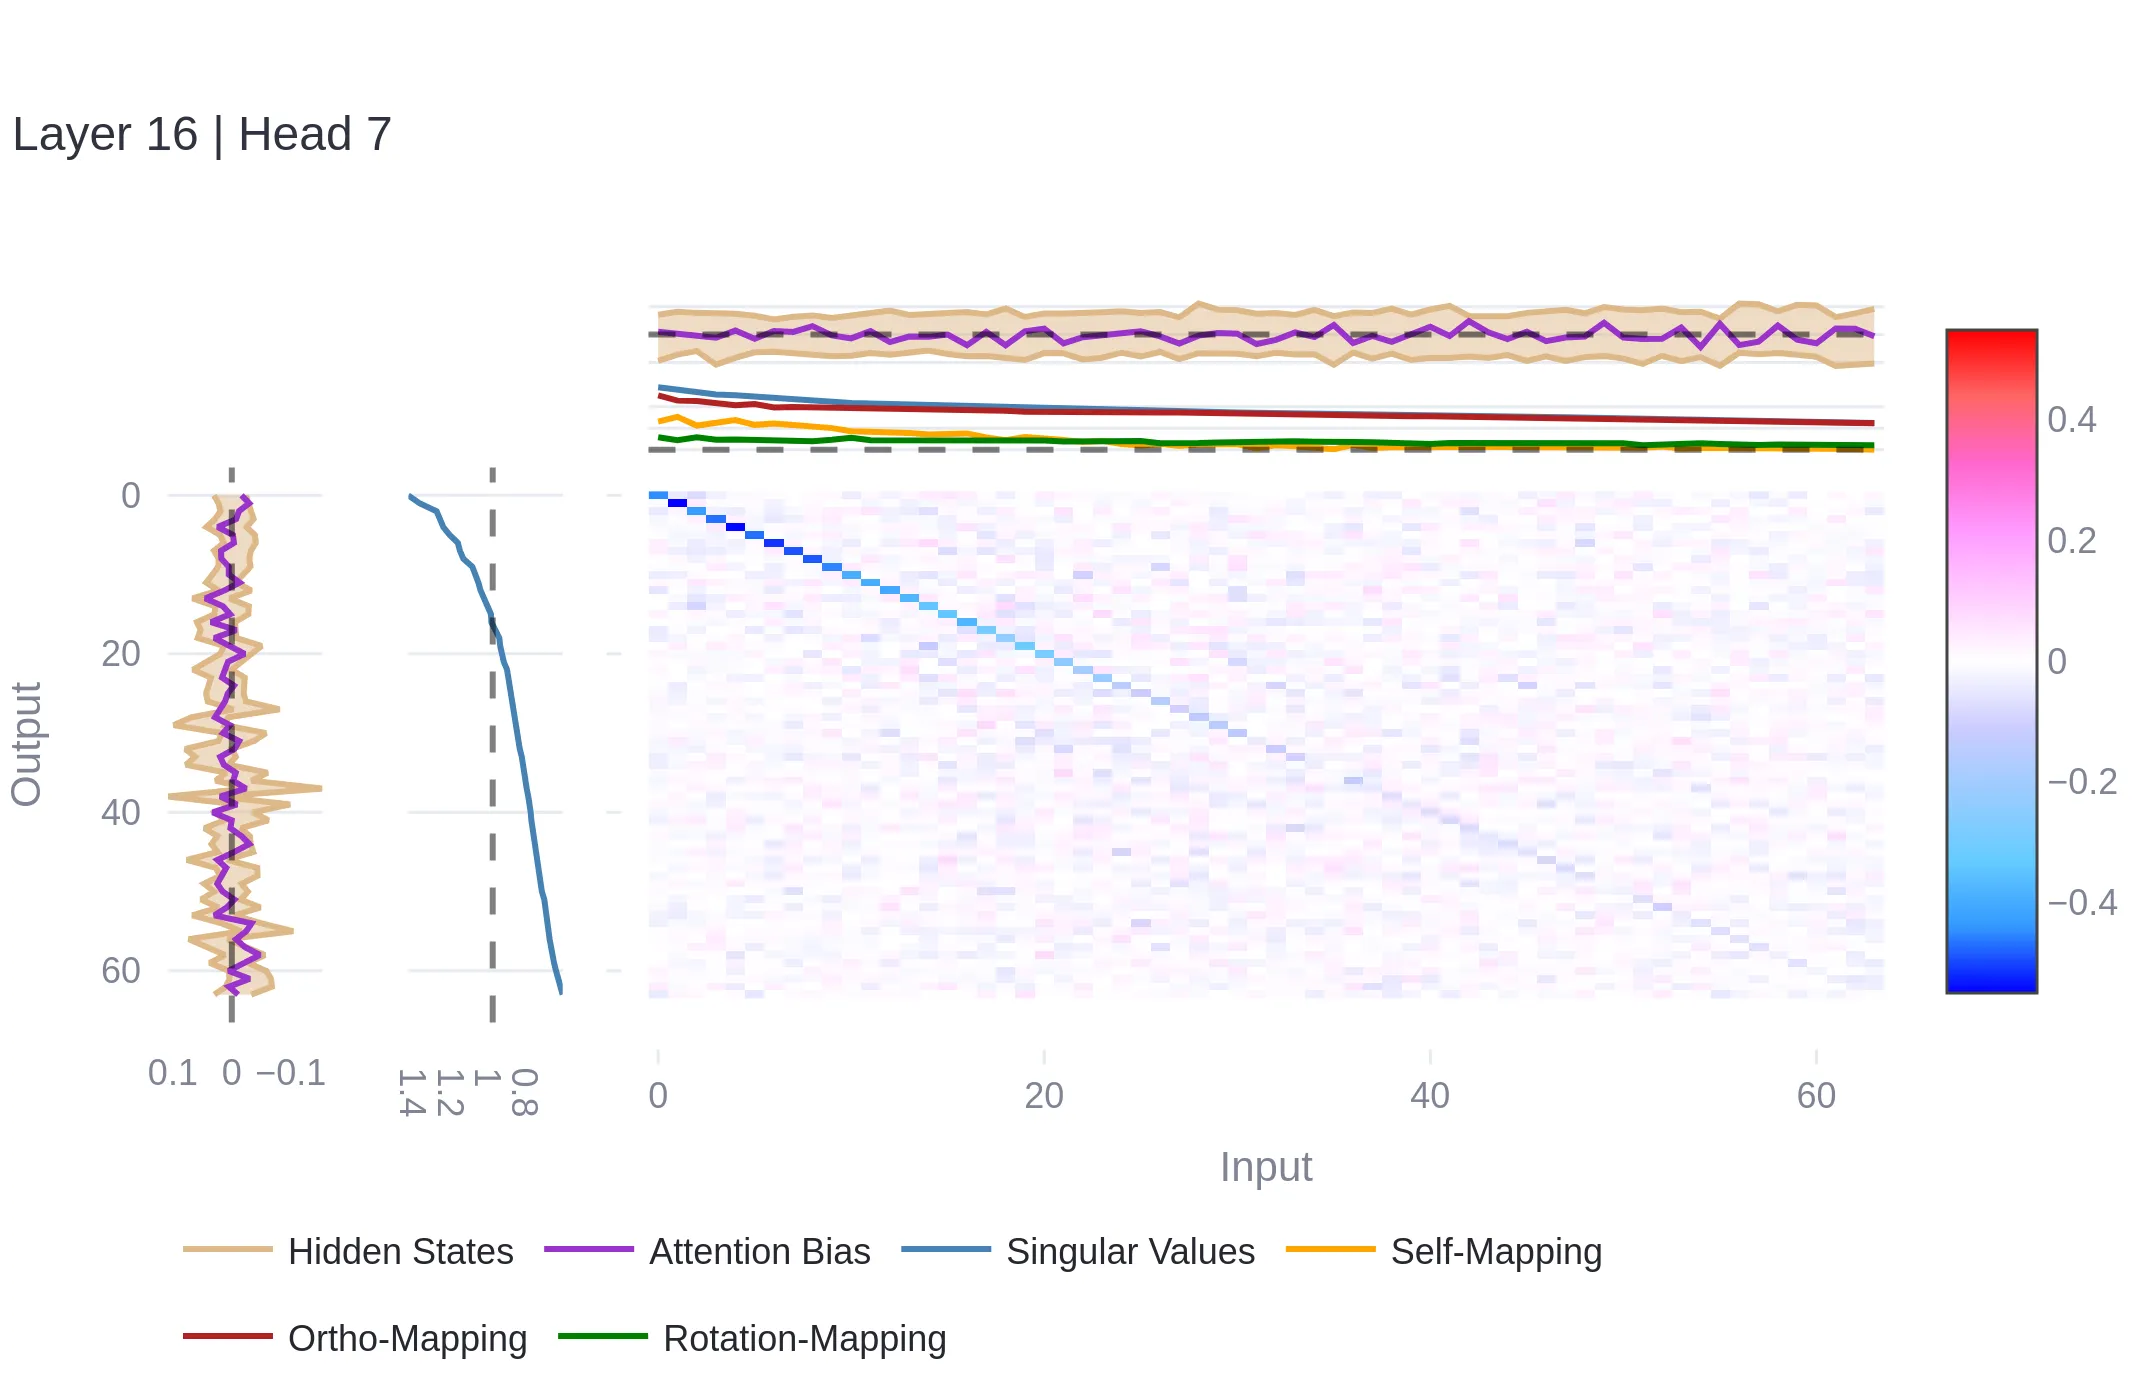 Layer 16 | Head 7
0
20
40
60
Output
0.1 0 −0.1
1.4
1.2
1
0.8
0 20 40 60
Input
0.4
0.2
0
−0.2
−0.4
Hidden States Attention Bias Singular Values Self-Mapping
Ortho-Mapping Rotation-Mapping